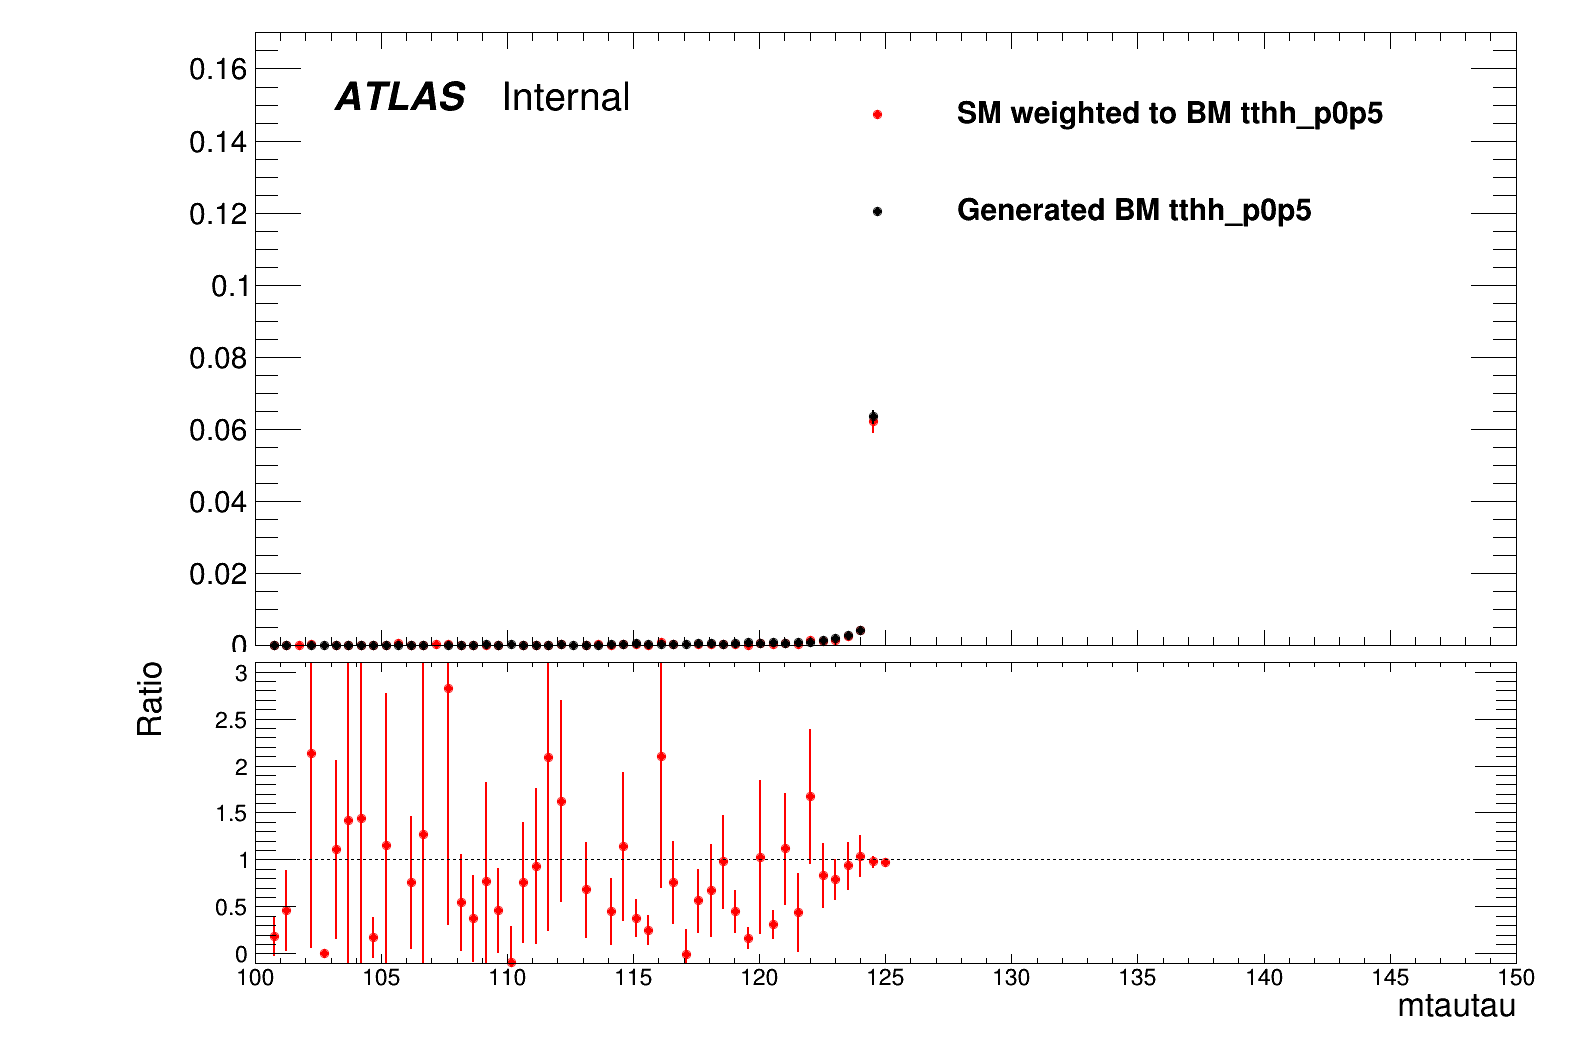 0.16
ATLAS Internal
SM weighted to BM tthh_p0p5
0.14
0.12
Generated BM tthh_p0p5
0.1
0.08
0.06
0.04
0.02
0
Ratio
3
2.5
2
1.5
1
0.5
0
100 105 110 115 120 125 130 135 140 145 150
mtautau